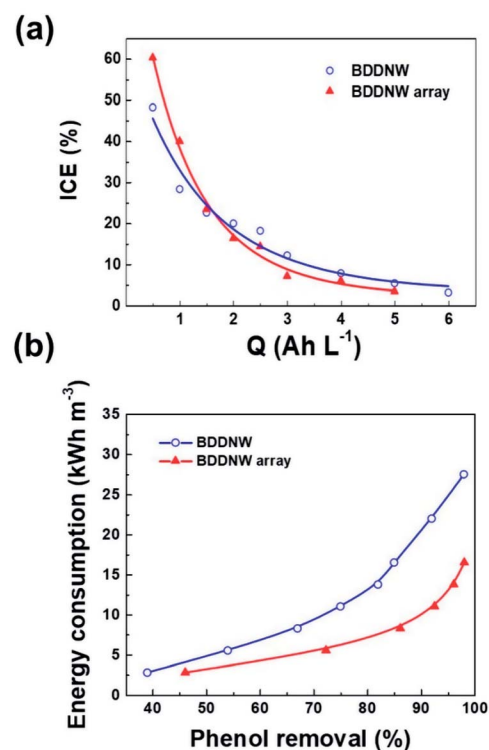 (a)
60
50
40
30
20
10
0
ICE (%)
BDDNW
BDDNW array
1 2 3 4 5 6
Q (Ah L⁻¹)
(b)
35
30
25
20
15
10
5
0
Energy consumption (kWh m⁻³)
BDDNW
BDDNW array
40 50 60 70 80 90 100
Phenol removal (%)